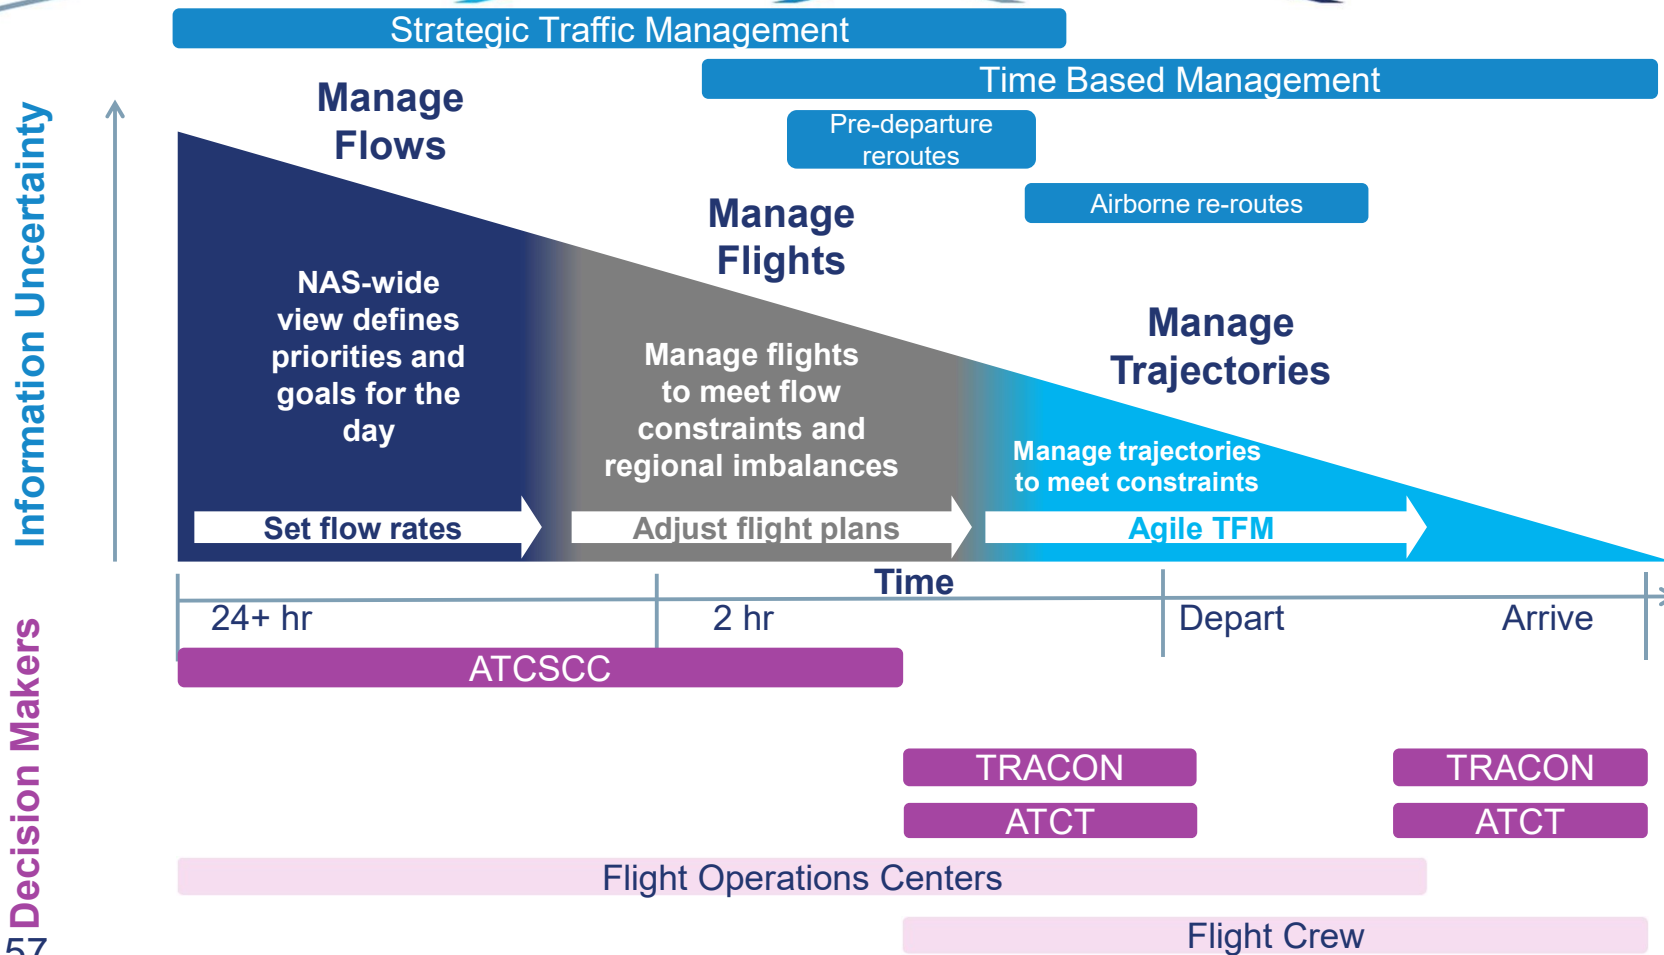 Strategic Traffic Management
Time Based Management
Pre-departure
reroutes
Airborne re-routes
Information Uncertainty
Manage
Flows
Manage
Flights
Manage
Trajectories
NAS-wide
view defines
priorities and
goals for the
day
Manage flights
to meet flow
constraints and
regional imbalances
Manage trajectories
to meet constraints
Set flow rates
Adjust flight plans
Agile TFM
Time
24+ hr
2 hr
Depart
Arrive
Decision Makers
ATCSCC
TRACON
TRACON
ATCT
ATCT
Flight Operations Centers
Flight Crew
57